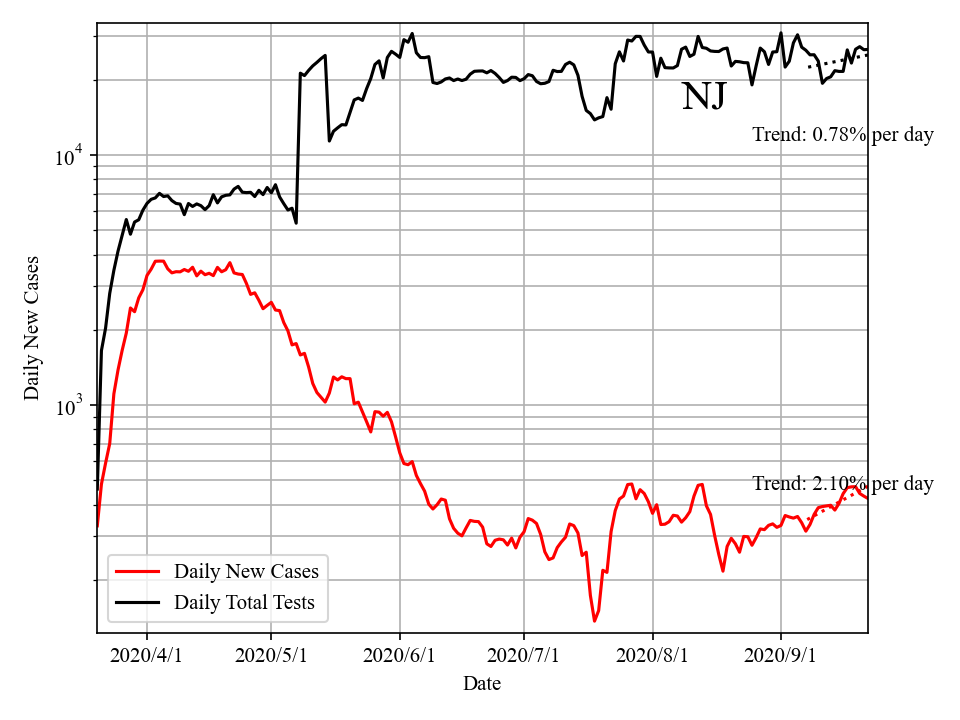 NJ
Trend: 0.78% per day
10^4
Daily New Cases
10^3
Trend: 2.10% per day
Daily New Cases
Daily Total Tests
2020/4/1 2020/5/1 2020/6/1 2020/7/1 2020/8/1 2020/9/1
Date